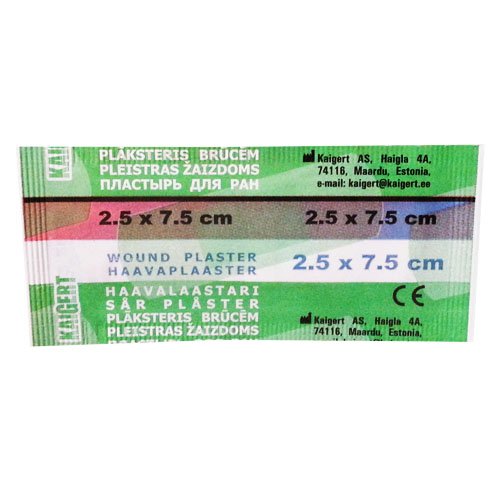 KAIGERT
PLĀKSTERIS BRŪCĒM
PLEISTRAS ŽAIZDOMS
ПЛАСТЫРЬ ДЛЯ РАН
Kaigert AS, Haigla 4A,
74116, Maardu, Estonia,
e-mail: kaigert@kaigert.ee
2.5 x 7.5 cm
2.5 x 7.5 cm
WOUND PLASTER
HAAVAPLAASTER
2.5 x 7.5 cm
KAIGERT
HAAVALAASTARI
SÅR PLÅSTER
PLĀKSTERIS BRŪCĒM
PLEISTRAS ŽAIZDOMS
CE
Kaigert AS, Haigla 4A,
74116, Maardu, Estonia,